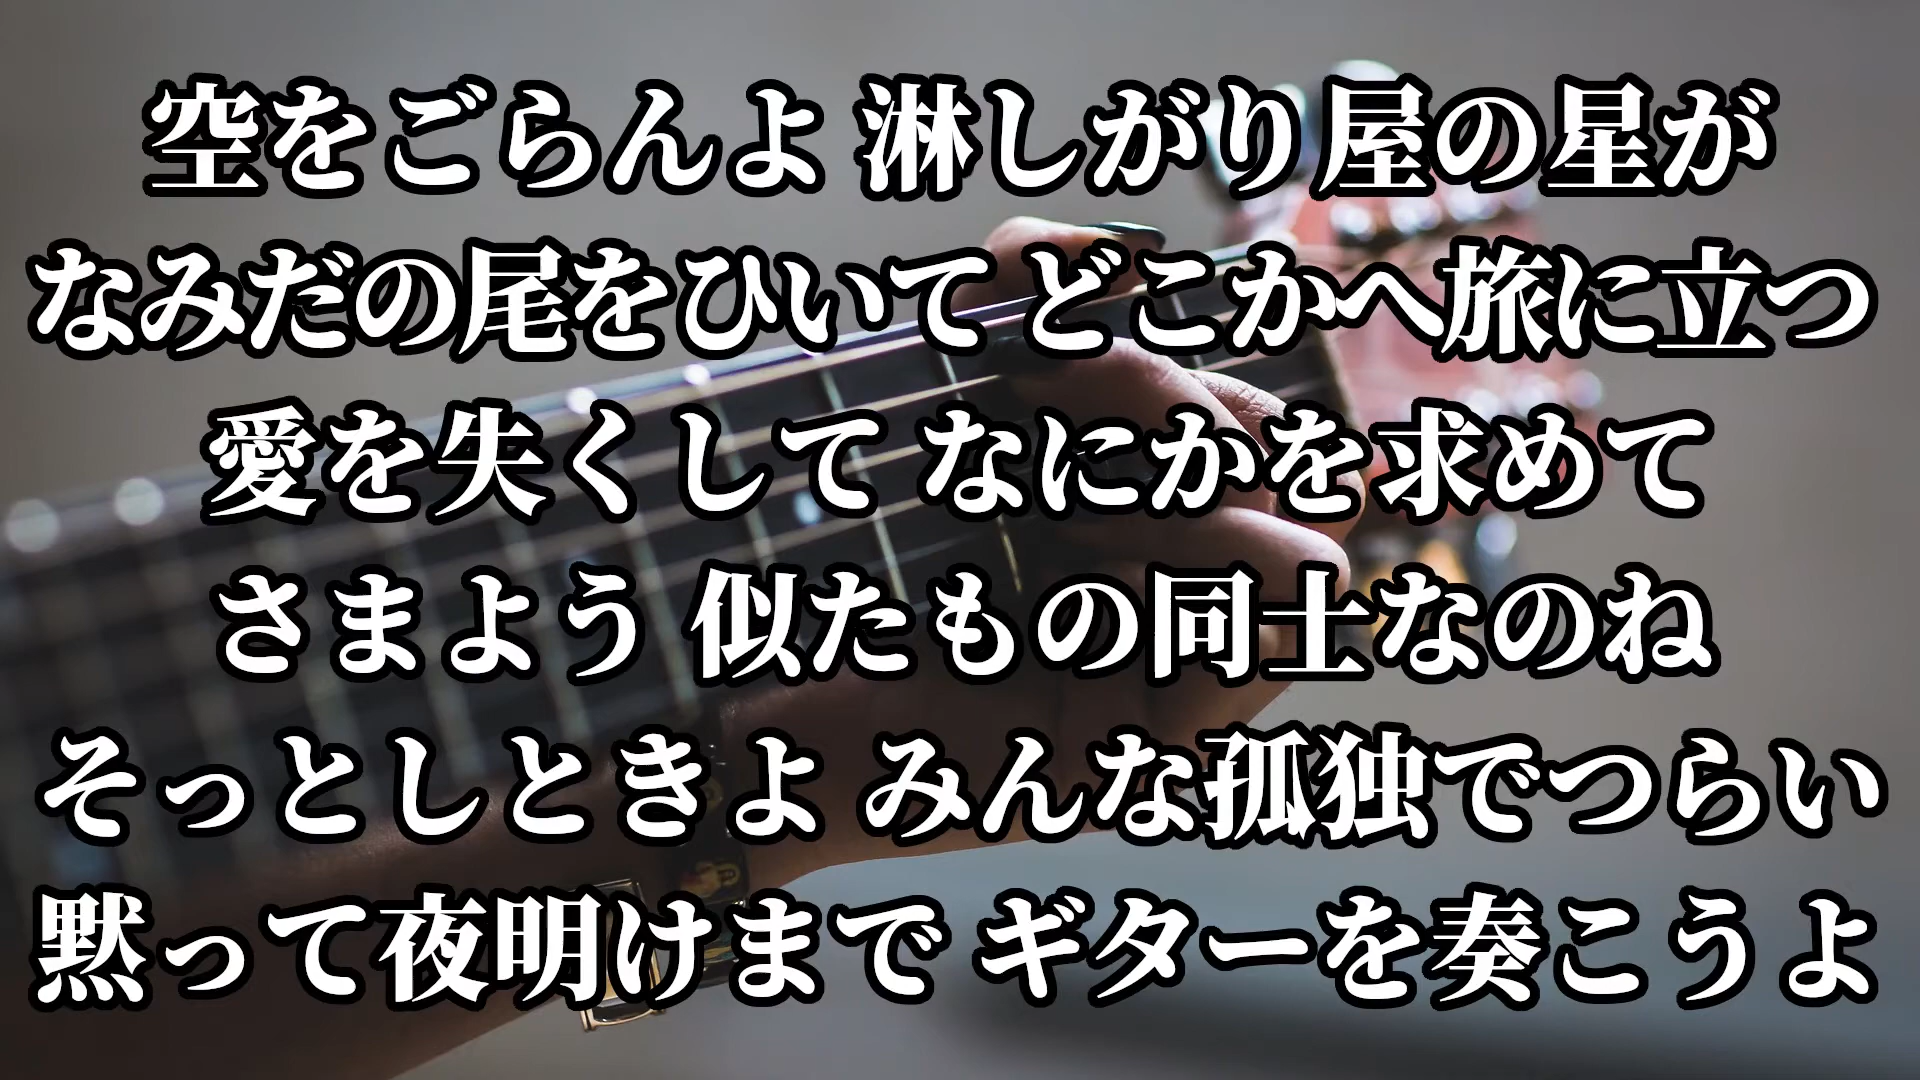 空をごらんよ 淋しがり屋の星が
なみだの尾をひいて どこかへ旅に立つ
愛を失くして なにかを求めて
さまよう 似たもの同士なのね
そっとしときよ みんな孤独でつらい
黙って夜明けまで ギターを奏こうよ